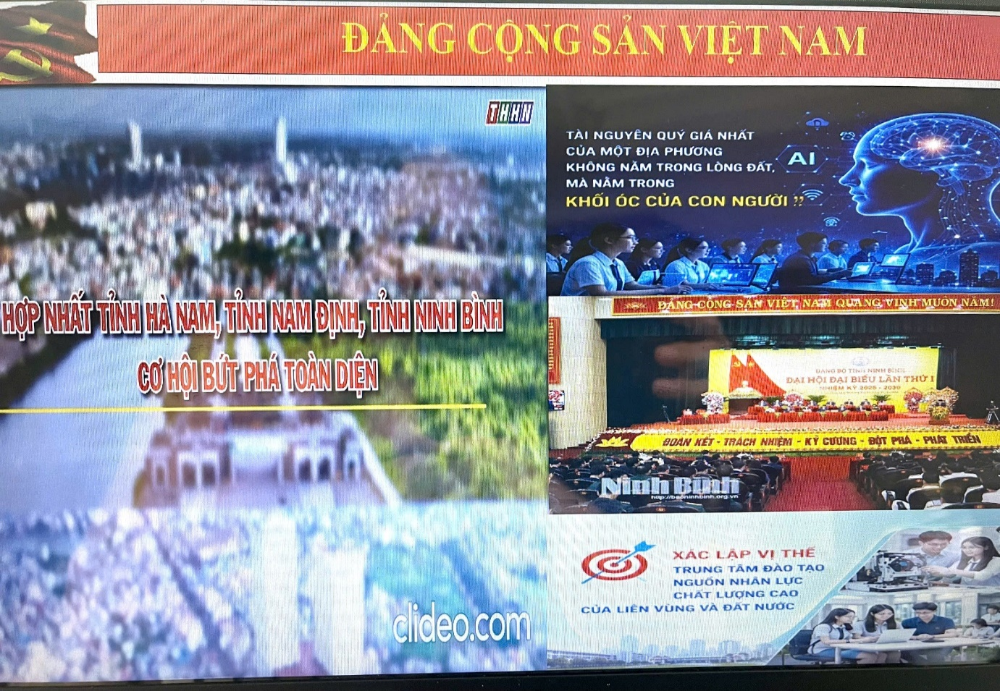 ĐẢNG CỘNG SẢN VIỆT NAM
THHN
HỢP NHẤT TỈNH HÀ NAM, TỈNH NAM ĐỊNH, TỈNH NINH BÌNH
CƠ HỘI BỨT PHÁ TOÀN DIỆN
clideo.com
TÀI NGUYÊN QUÝ GIÁ NHẤT
CỦA MỘT ĐỊA PHƯƠNG
KHÔNG NẰM TRONG LÒNG ĐẤT,
MÀ NẰM TRONG
KHỐI ÓC CỦA CON NGƯỜI ”
AI
ĐẢNG CỘNG SẢN VIỆT NAM QUANG VINH MUÔN NĂM!
ĐẢNG BỘ TỈNH NINH BÌNH
ĐẠI HỘI ĐẠI BIỂU LẦN THỨ I
NHIỆM KỲ 2025 - 2030
ĐOÀN KẾT - TRÁCH NHIỆM - KỶ CƯƠNG - ĐỘT PHÁ - PHÁT TRIỂN
Ninh Bình
http://baoninhbinh.org.vn
XÁC LẬP VỊ THẾ
TRUNG TÂM ĐÀO TẠO
NGUỒN NHÂN LỰC
CHẤT LƯỢNG CAO
CỦA LIÊN VÙNG VÀ ĐẤT NƯỚC